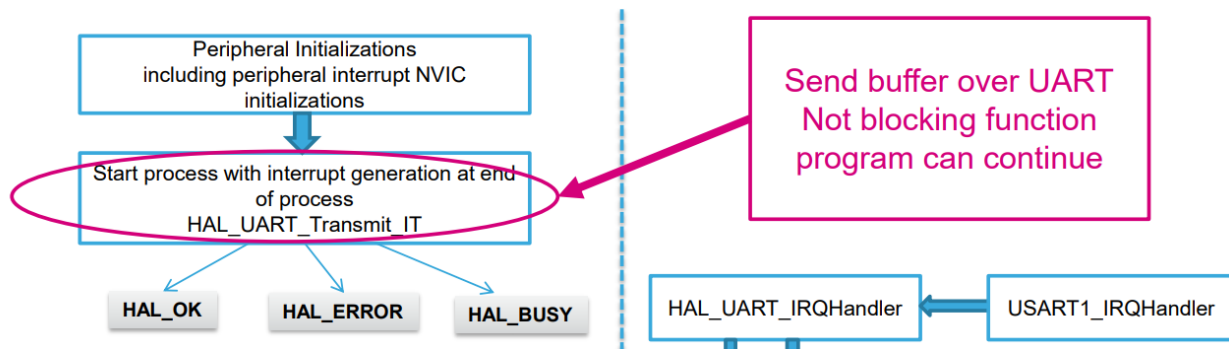 Peripheral Initializations
including peripheral interrupt NVIC
initializations
Start process with interrupt generation at end
of process
HAL_UART_Transmit_IT
HAL_OK
HAL_ERROR
HAL_BUSY
Send buffer over UART
Not blocking function
program can continue
HAL_UART_IRQHandler
USART1_IRQHandler